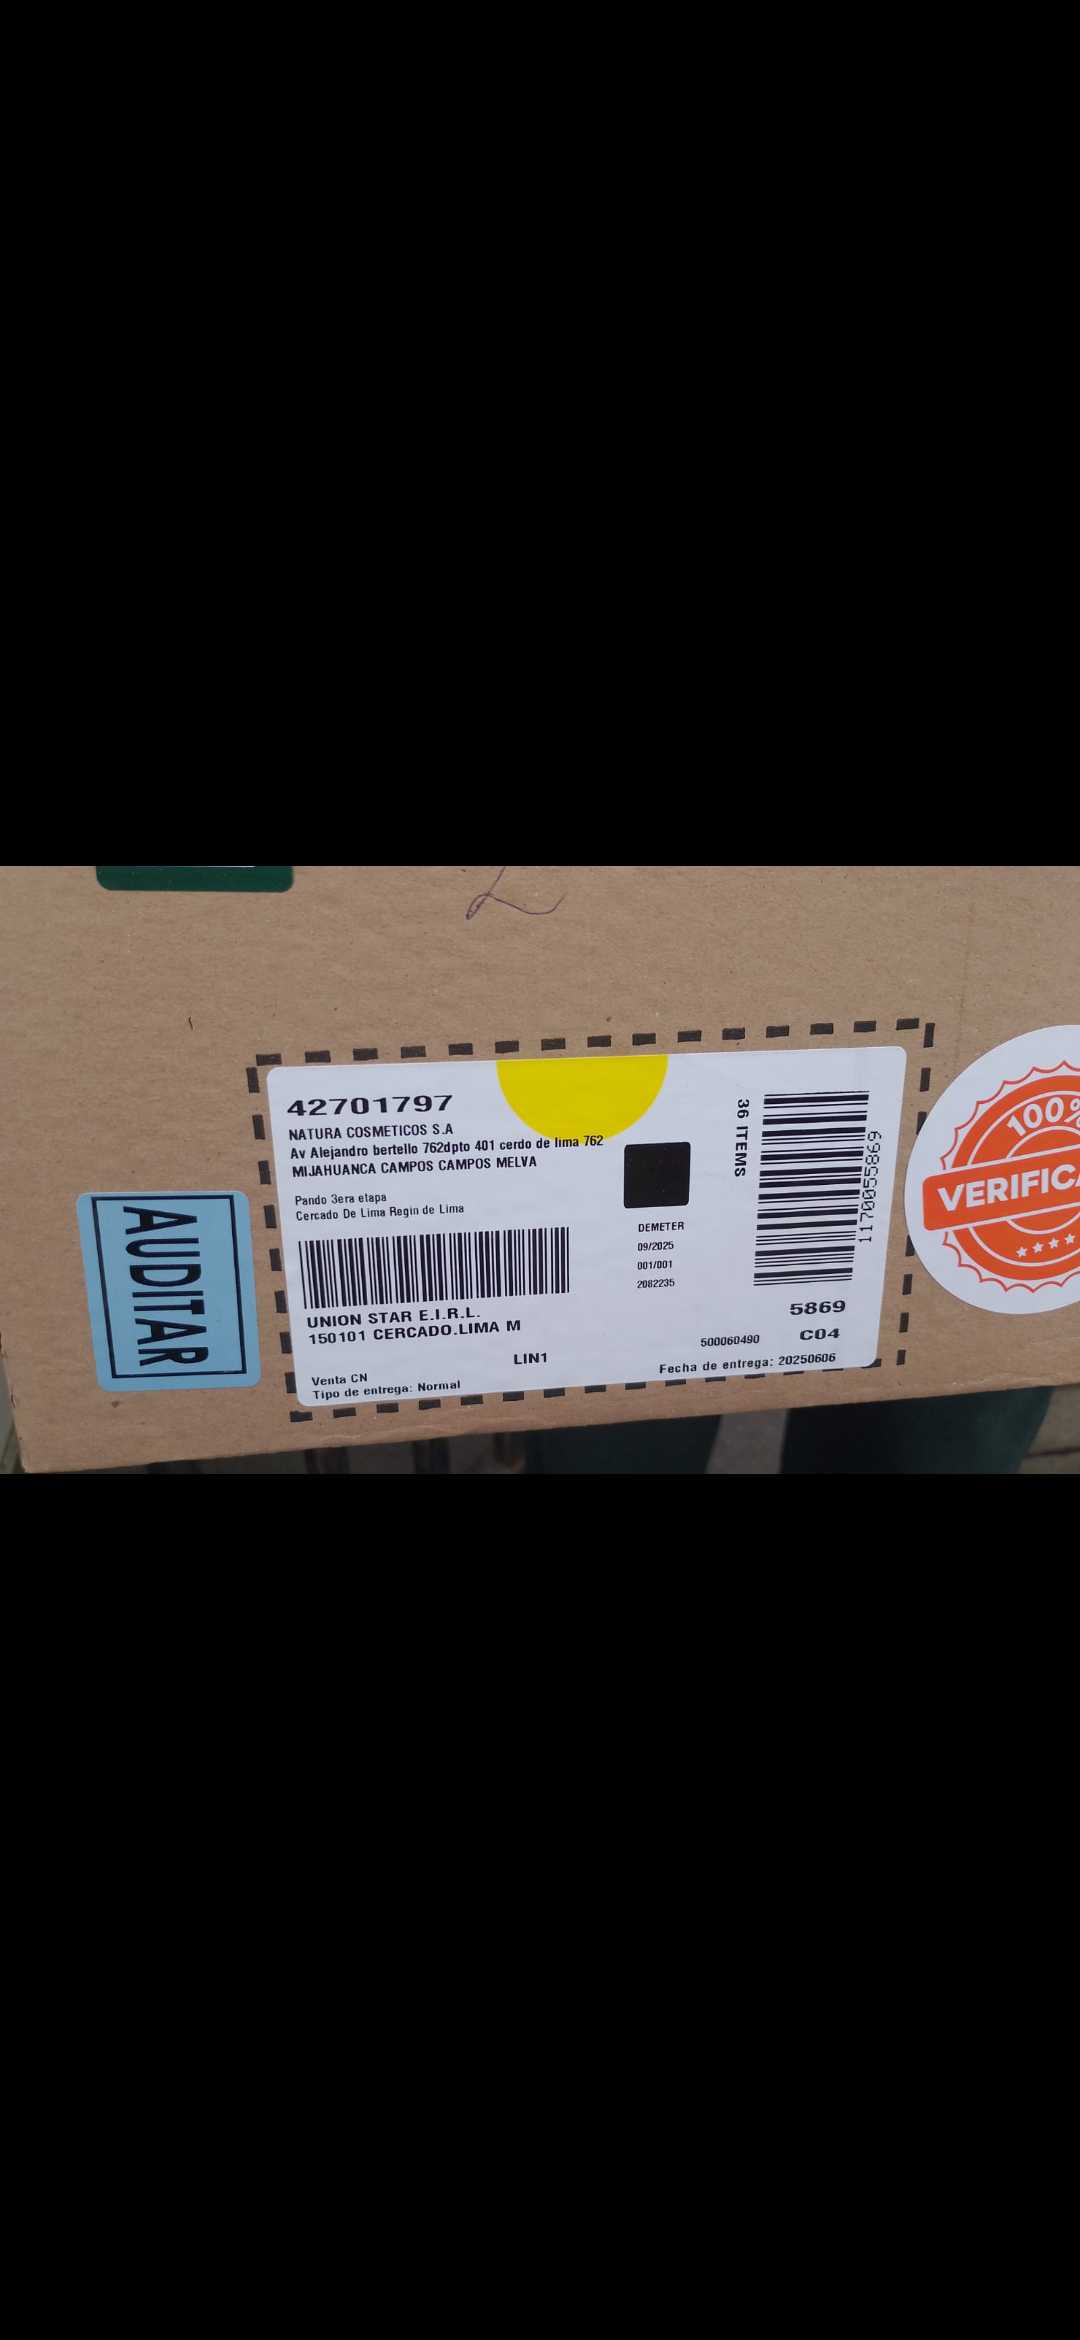 42701797
NATURA COSMETICOS S.A
Av Alejandro bertello 762dpto 401 cerdo de lima 762
MIJAHUANCA CAMPOS CAMPOS MELVA
Pando 3era etapa
Cercado De Lima Regin de Lima
UNION STAR E.I.R.L.
150101 CERCADO.LIMA M
LIN1
Venta CN
Tipo de entrega: Normal
DEMETER
09/2025
001/001
2082235
36 ITEMS
1170055869
5869
500060490
C04
Fecha de entrega: 20250606
AUDITAR
100%